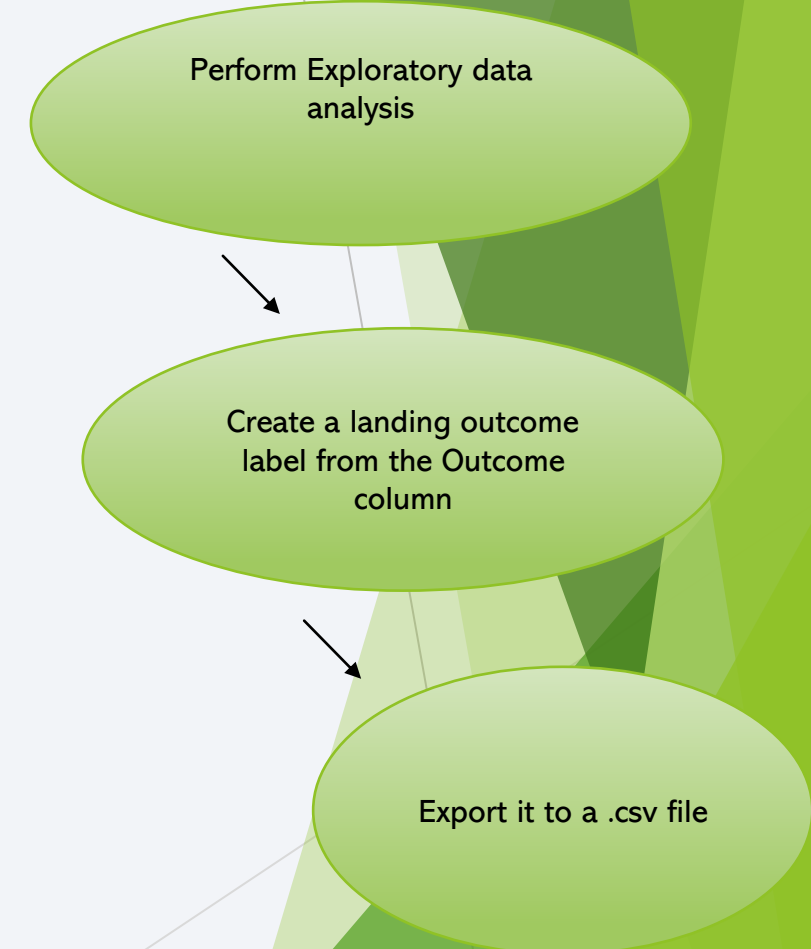 Perform Exploratory data
analysis
Create a landing outcome
label from the Outcome
column
Export it to a .csv file